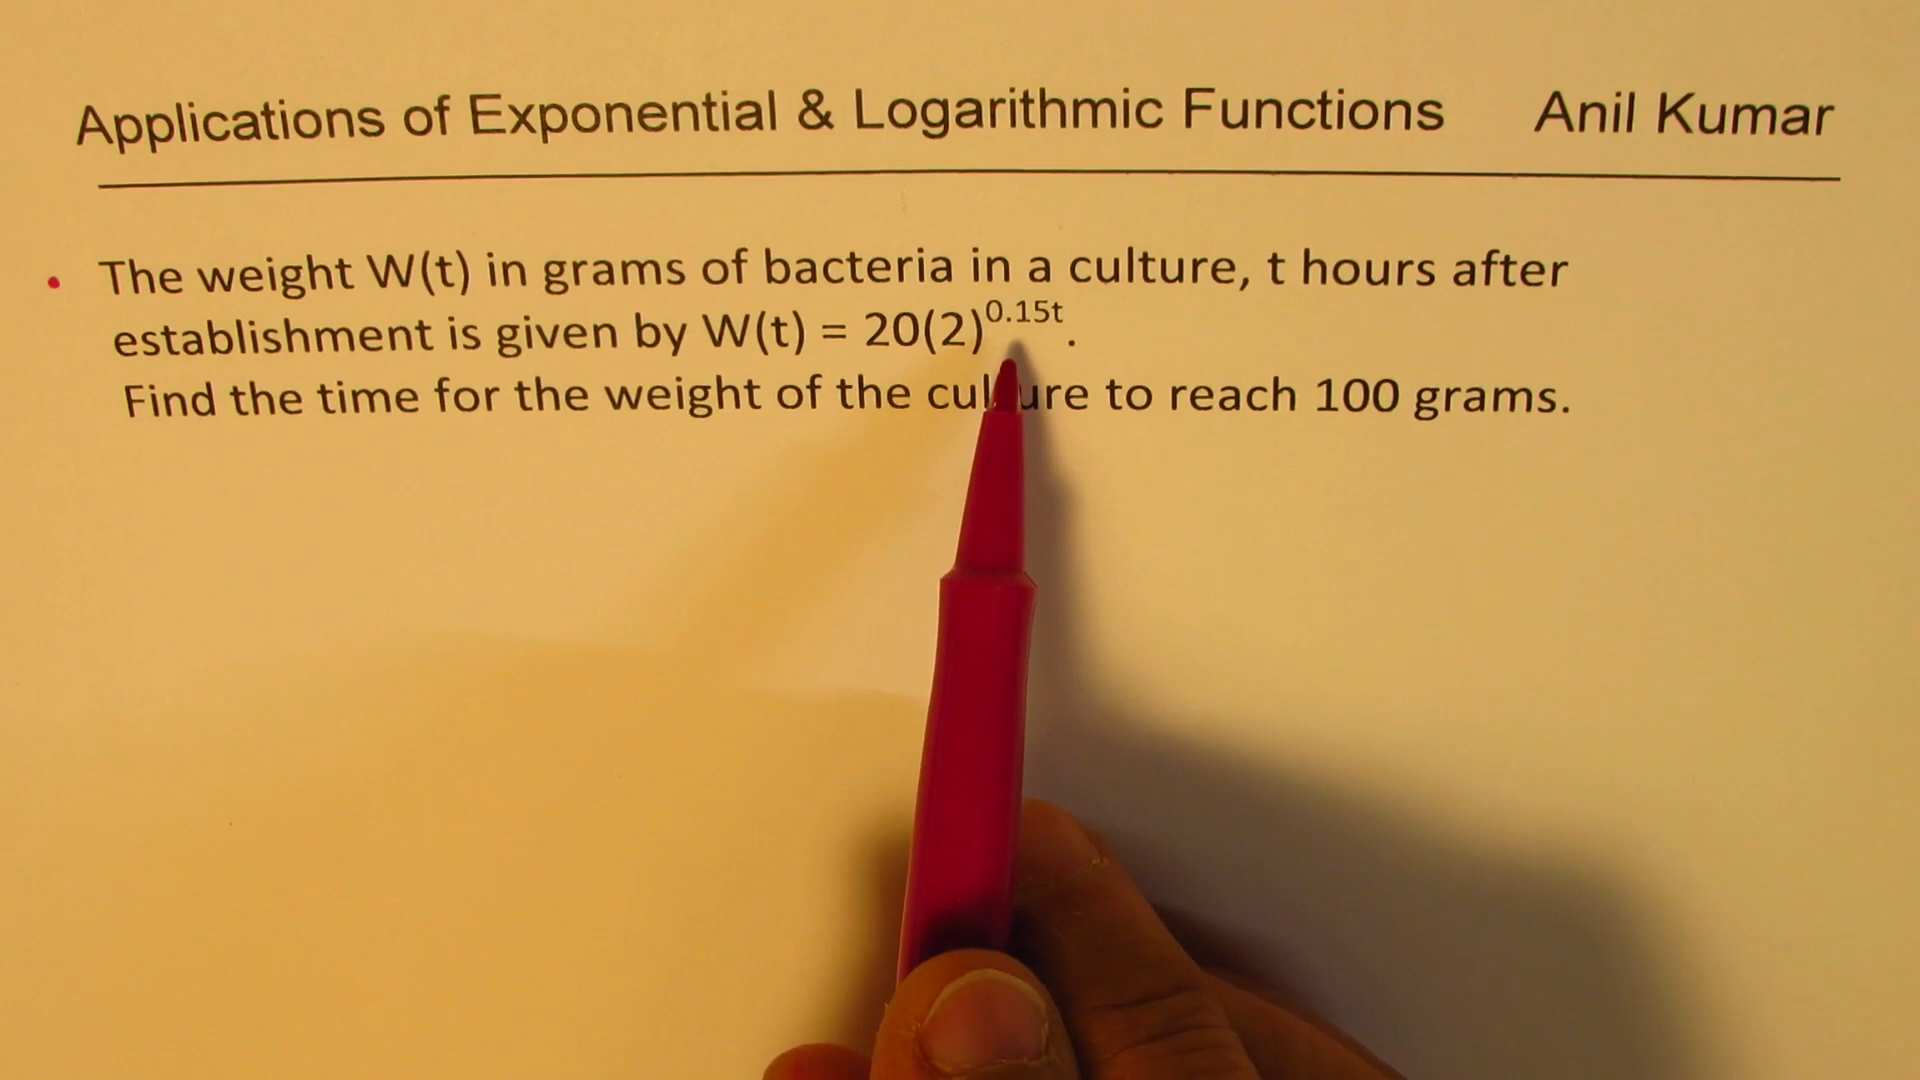 Applications of Exponential & Logarithmic Functions Anil Kumar
• The weight W(t) in grams of bacteria in a culture, t hours after
establishment is given by W(t) = 20(2)^0.15t.
Find the time for the weight of the culture to reach 100 grams.